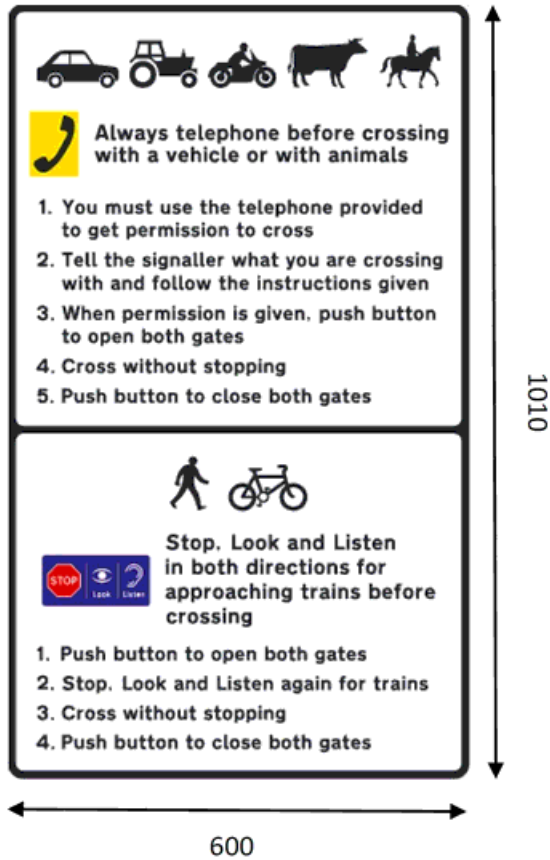 Always telephone before crossing
with a vehicle or with animals
1. You must use the telephone provided
to get permission to cross
2. Tell the signaller what you are crossing
with and follow the instructions given
3. When permission is given, push button
to open both gates
4. Cross without stopping
5. Push button to close both gates
1010
Stop, Look and Listen
in both directions for
approaching trains before
crossing
STOP
Look
Listen
1. Push button to open both gates
2. Stop, Look and Listen again for trains
3. Cross without stopping
4. Push button to close both gates
600